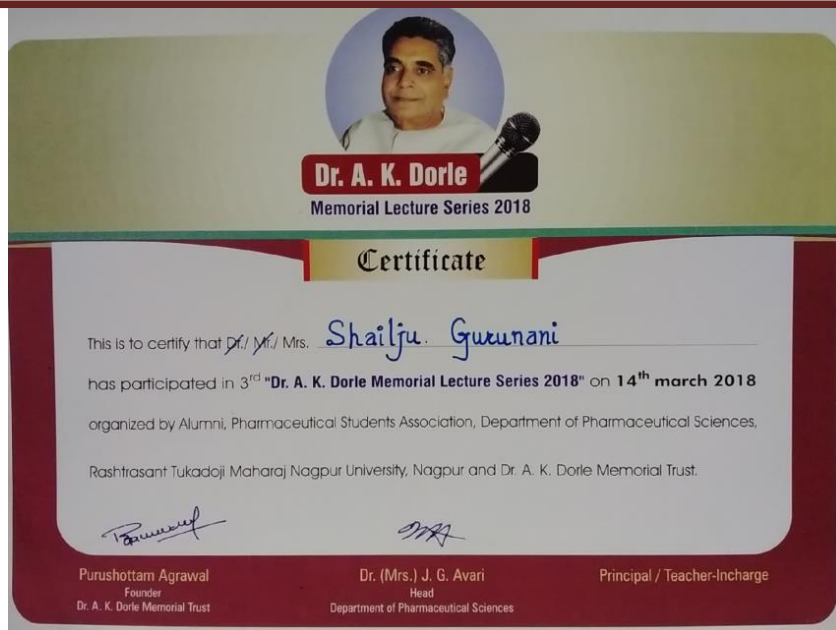 Dr. A. K. Dorle
Memorial Lecture Series 2018
Certificate
This is to certify that Dr./ Mr./ Mrs. Shailju. Gurunani
has participated in 3rd "Dr. A. K. Dorle Memorial Lecture Series 2018" on 14th march 2018
organized by Alumni, Pharmaceutical Students Association, Department of Pharmaceutical Sciences,
Rashtrasant Tukadoji Maharaj Nagpur University, Nagpur and Dr. A. K. Dorle Memorial Trust.
Purushottam Agrawal
Founder
Dr. A. K. Dorle Memorial Trust
Dr. (Mrs.) J. G. Avari
Head
Department of Pharmaceutical Sciences
Principal / Teacher-Incharge